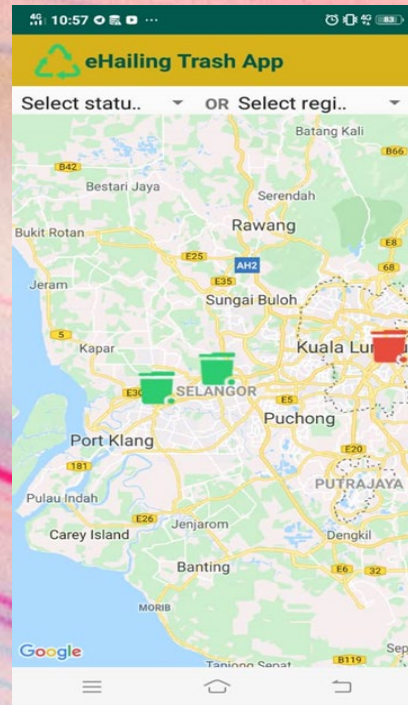 4G 10:57 ... 4G 83
eHailing Trash App
Select statu.. OR Select regi..
Batang Kali
B66
B42
Bestari Jaya
Serendah
Rawang
Bukit Rotan
E8
E25
AH2
68
E35
Jeram
Sungai Buloh
5
Kapar
Kuala Lu
E30
SELANGOR
E5
Puchong
Port Klang
E20
181
PUTRAJAYA
Pulau Indah
E26
Jenjarom
Carey Island
Dengkil
Banting
E6 32
MORIB
Google
Sep
Tanjong Sepat
B119